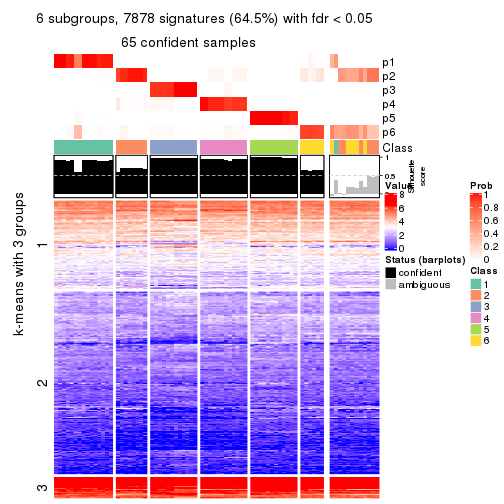 6 subgroups, 7878 signatures (64.5%) with fdr < 0.05
65 confident samples
p1
p2
p3
p4
p5
p6
Class
1
0.5
0
Silhouette
score
k-means with 3 groups
1
2
3
Value
8
6
4
2
0
Status (barplots)
confident
ambiguous
Prob
1
0.8
0.6
0.4
0.2
0
Class
1
2
3
4
5
6